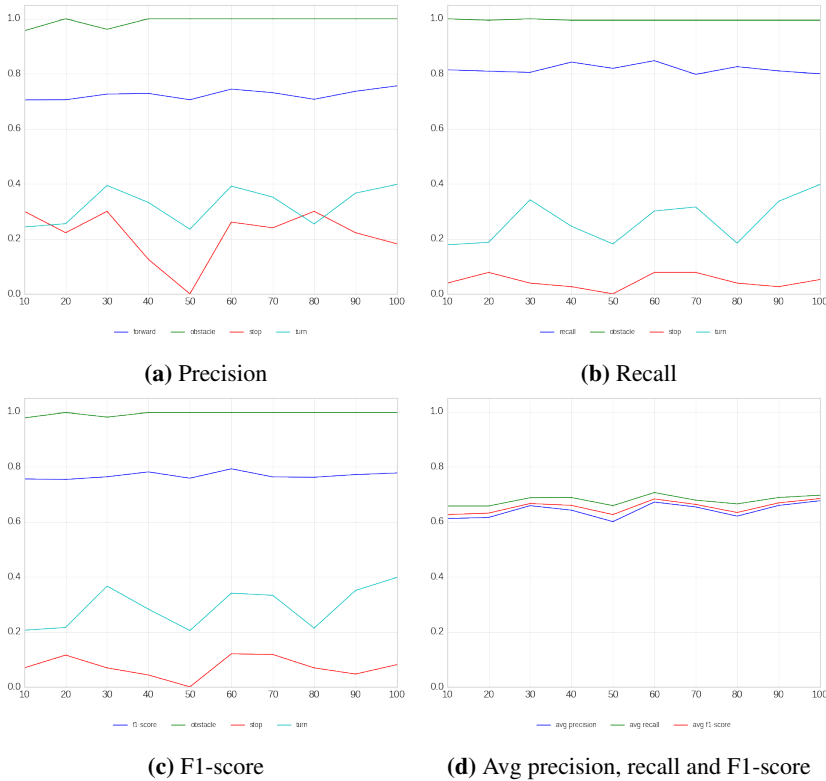 1.0
0.8
0.6
0.4
0.2
0.0
10 20 30 40 50 60 70 80 90 100
forward obstacle stop turn
(a) Precision
1.0
0.8
0.6
0.4
0.2
0.0
10 20 30 40 50 60 70 80 90 100
recall obstacle stop turn
(b) Recall
1.0
0.8
0.6
0.4
0.2
0.0
10 20 30 40 50 60 70 80 90 100
f1-score obstacle stop turn
(c) F1-score
1.0
0.8
0.6
0.4
0.2
0.0
10 20 30 40 50 60 70 80 90 100
avg precision avg recall avg f1-score
(d) Avg precision, recall and F1-score